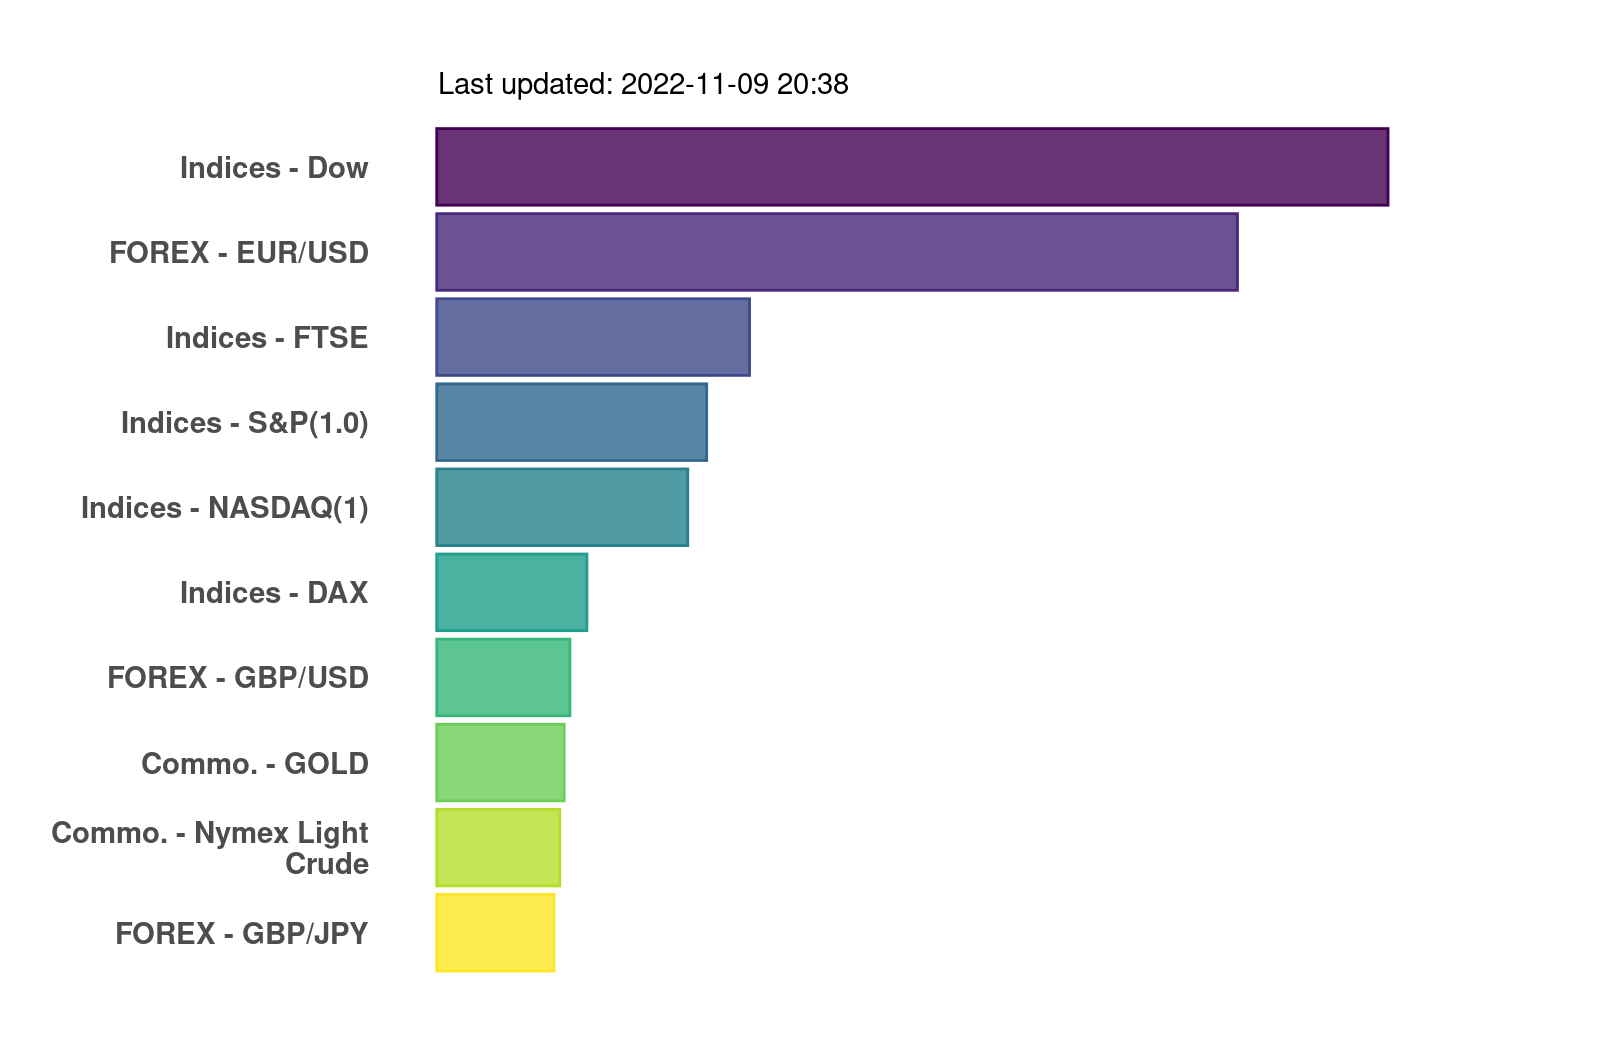 Last updated: 2022-11-09 20:38
Indices - Dow
FOREX - EUR/USD
Indices - FTSE
Indices - S&P(1.0)
Indices - NASDAQ(1)
Indices - DAX
FOREX - GBP/USD
Commo. - GOLD
Commo. - Nymex Light
Crude
FOREX - GBP/JPY